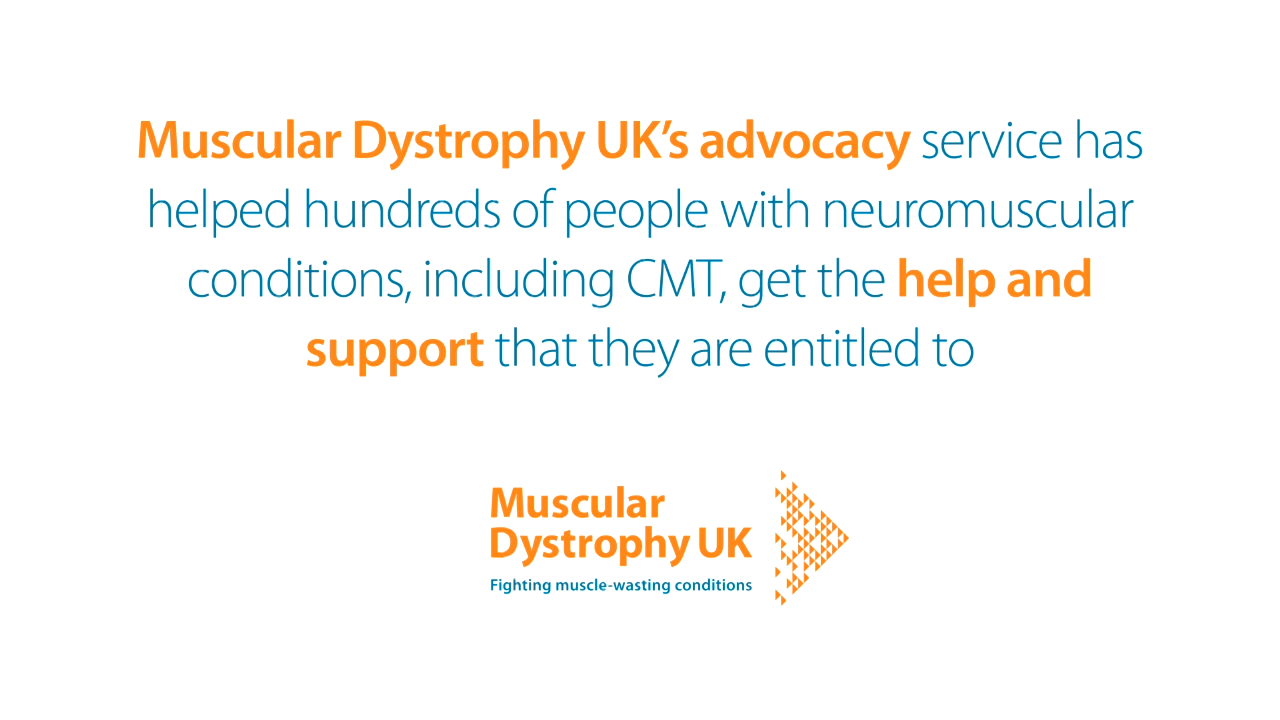 Muscular Dystrophy UK’s advocacy service has
helped hundreds of people with neuromuscular
conditions, including CMT, get the help and
support that they are entitled to
Muscular
Dystrophy UK
Fighting muscle-wasting conditions